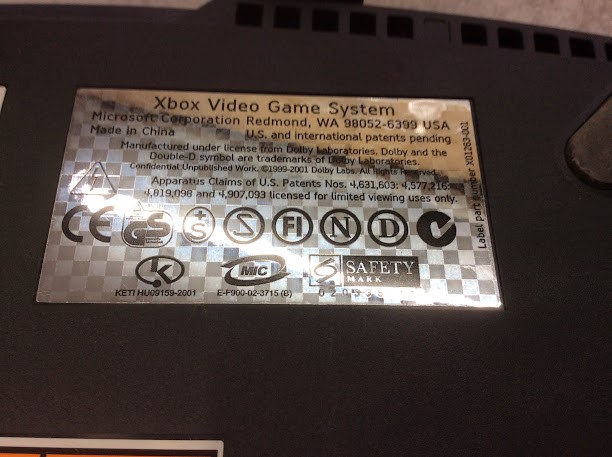 Xbox Video Game System
Microsoft Corporation Redmond, WA 98052-6399 USA
Made in China U.S. and international patents pending
Manufactured under license from Dolby Laboratories. Dolby and the
Double-D symbol are trademarks of Dolby Laboratories.
Confidential Unpublished Work. ©1999-2001 Dolby Labs. All Rights Reserved.
Apparatus Claims of U.S. Patents Nos. 4,631,603; 4,577,216;
4,819,098 and 4,907,093 licensed for limited viewing uses only.
CE GS +S Z FI N D
K MIC S SAFETY
MARK
KETI HU09159-2001 E-F900-02-3715 (B)
Label part number X01263-001